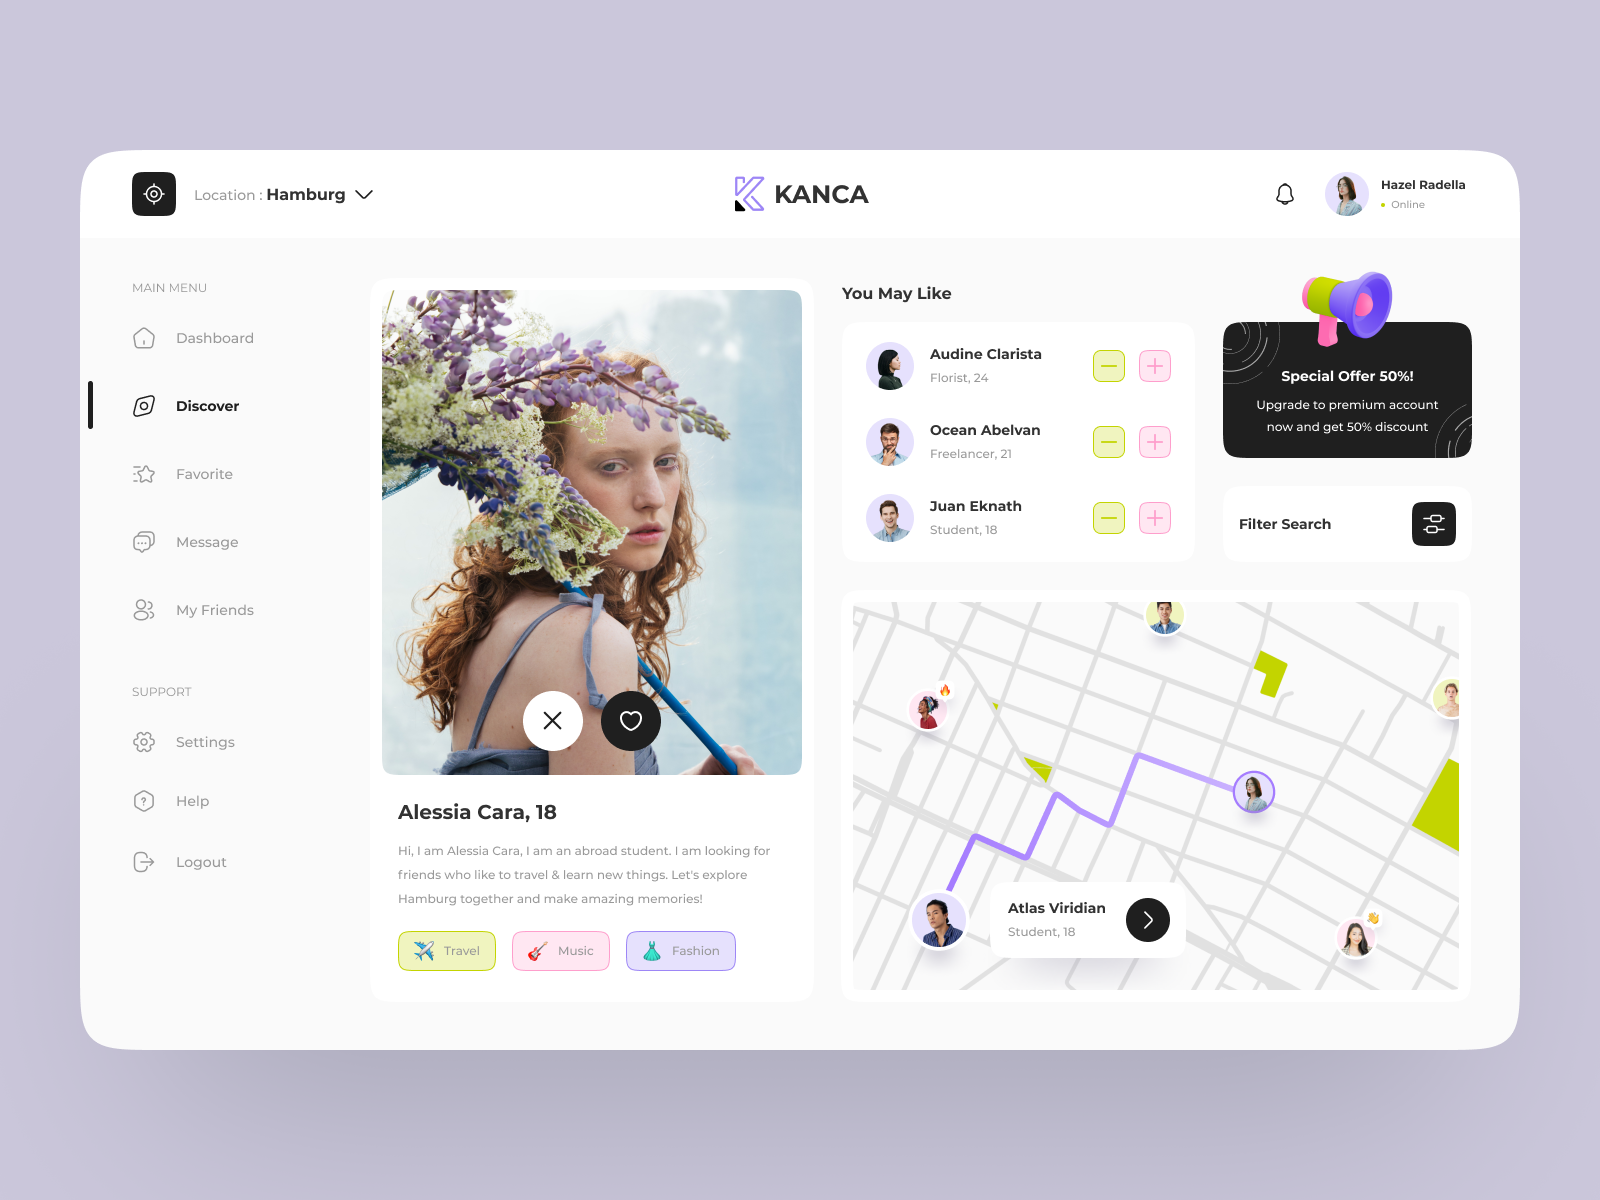 Location : Hamburg
KANCA
Hazel Radella
Online
MAIN MENU
Dashboard
Discover
Favorite
Message
My Friends
SUPPORT
Settings
Help
Logout
Alessia Cara, 18
Hi, I am Alessia Cara, I am an abroad student. I am looking for
friends who like to travel & learn new things. Let's explore
Hamburg together and make amazing memories!
Travel
Music
Fashion
You May Like
Audine Clarista
Florist, 24
Ocean Abelvan
Freelancer, 21
Juan Eknath
Student, 18
Special Offer 50%!
Upgrade to premium account
now and get 50% discount
Filter Search
Atlas Viridian
Student, 18